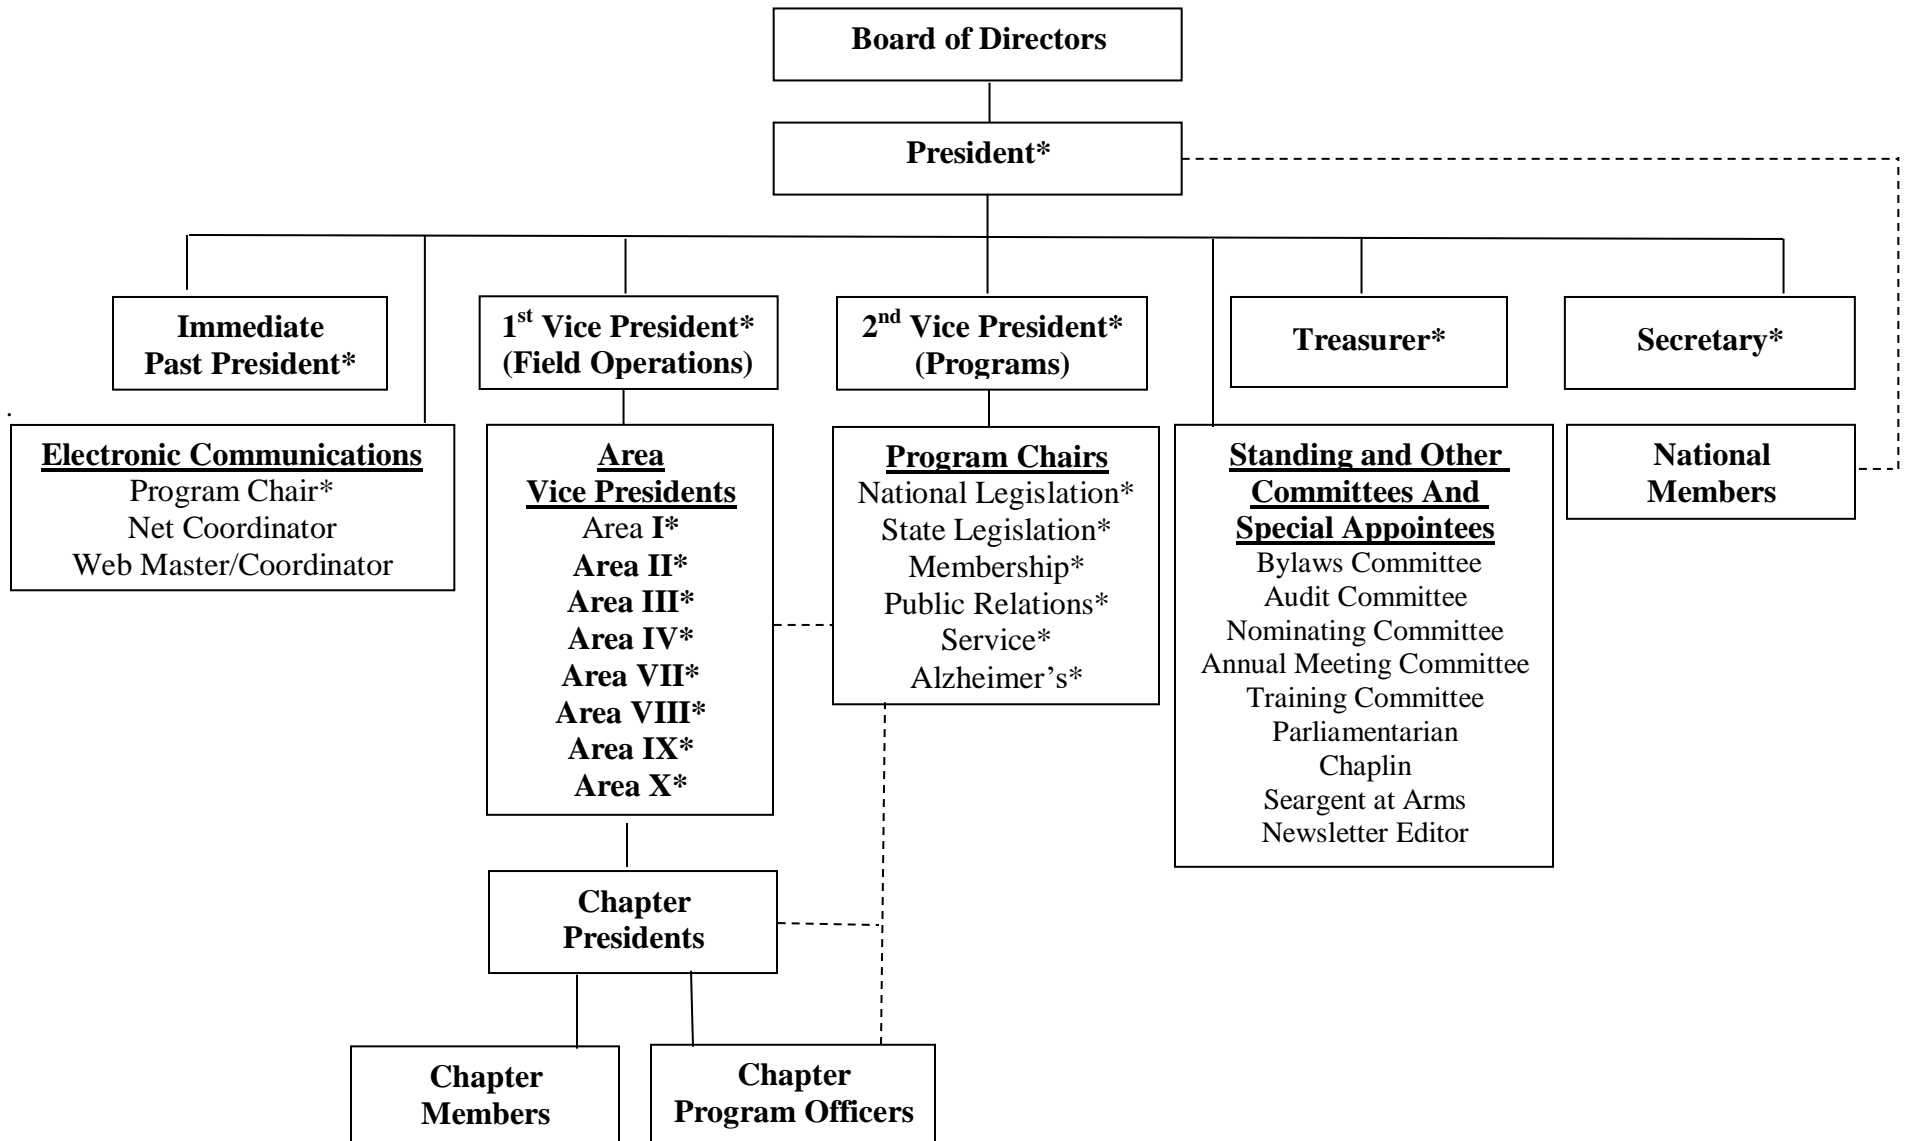 Board of Directors
President*
Immediate
Past President*
1st Vice President*
(Field Operations)
2nd Vice President*
(Programs)
Treasurer*
Secretary*
.
Electronic Communications
Program Chair*
Net Coordinator
Web Master/Coordinator
Area
Vice Presidents
Area I*
Area II*
Area III*
Area IV*
Area VII*
Area VIII*
Area IX*
Area X*
Program Chairs
National Legislation*
State Legislation*
Membership*
Public Relations*
Service*
Alzheimer’s*
Standing and Other
Committees And
Special Appointees
Bylaws Committee
Audit Committee
Nominating Committee
Annual Meeting Committee
Training Committee
Parliamentarian
Chaplin
Seargent at Arms
Newsletter Editor
National
Members
Chapter
Presidents
Chapter
Members
Chapter
Program Officers